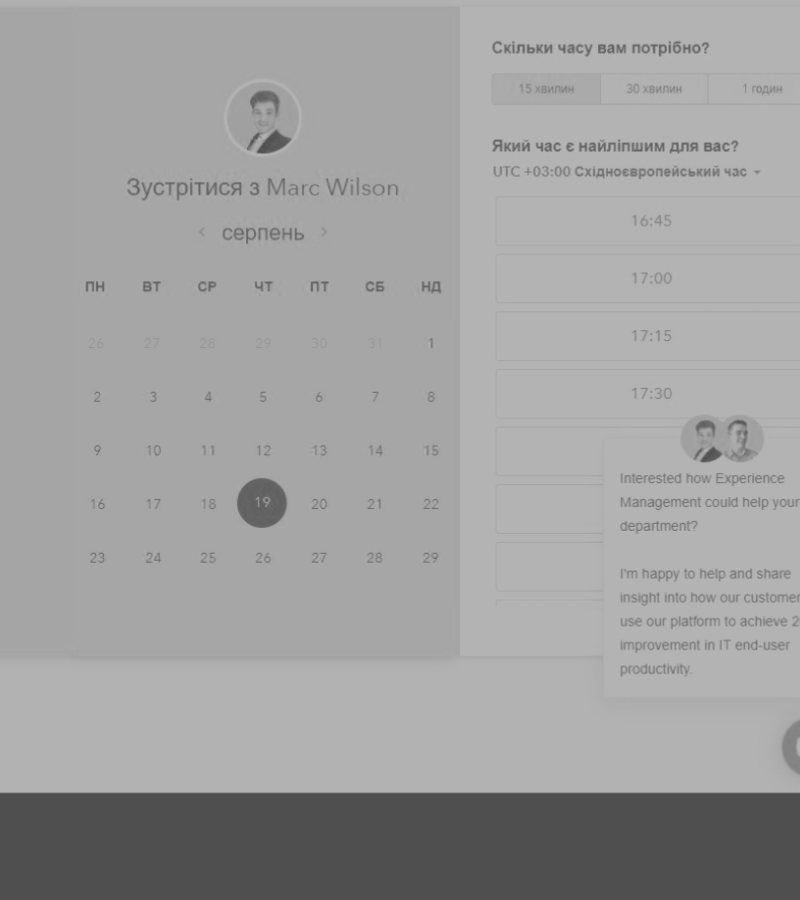 Зустрітися з Marc Wilson
серпень
ПН ВТ СР ЧТ ПТ СБ НД
26 27 28 29 30 31 1
2 3 4 5 6 7 8
9 10 11 12 13 14 15
16 17 18 19 20 21 22
23 24 25 26 27 28 29
Скільки часу вам потрібно?
15 хвилин 30 хвилин 1 годин
Який час є найліпшим для вас?
UTC +03:00 Східноєвропейський час
16:45
17:00
17:15
17:30
Interested how Experience
Management could help your
department?
I'm happy to help and share
insight into how our customer
use our platform to achieve 2
improvement in IT end-user
productivity.